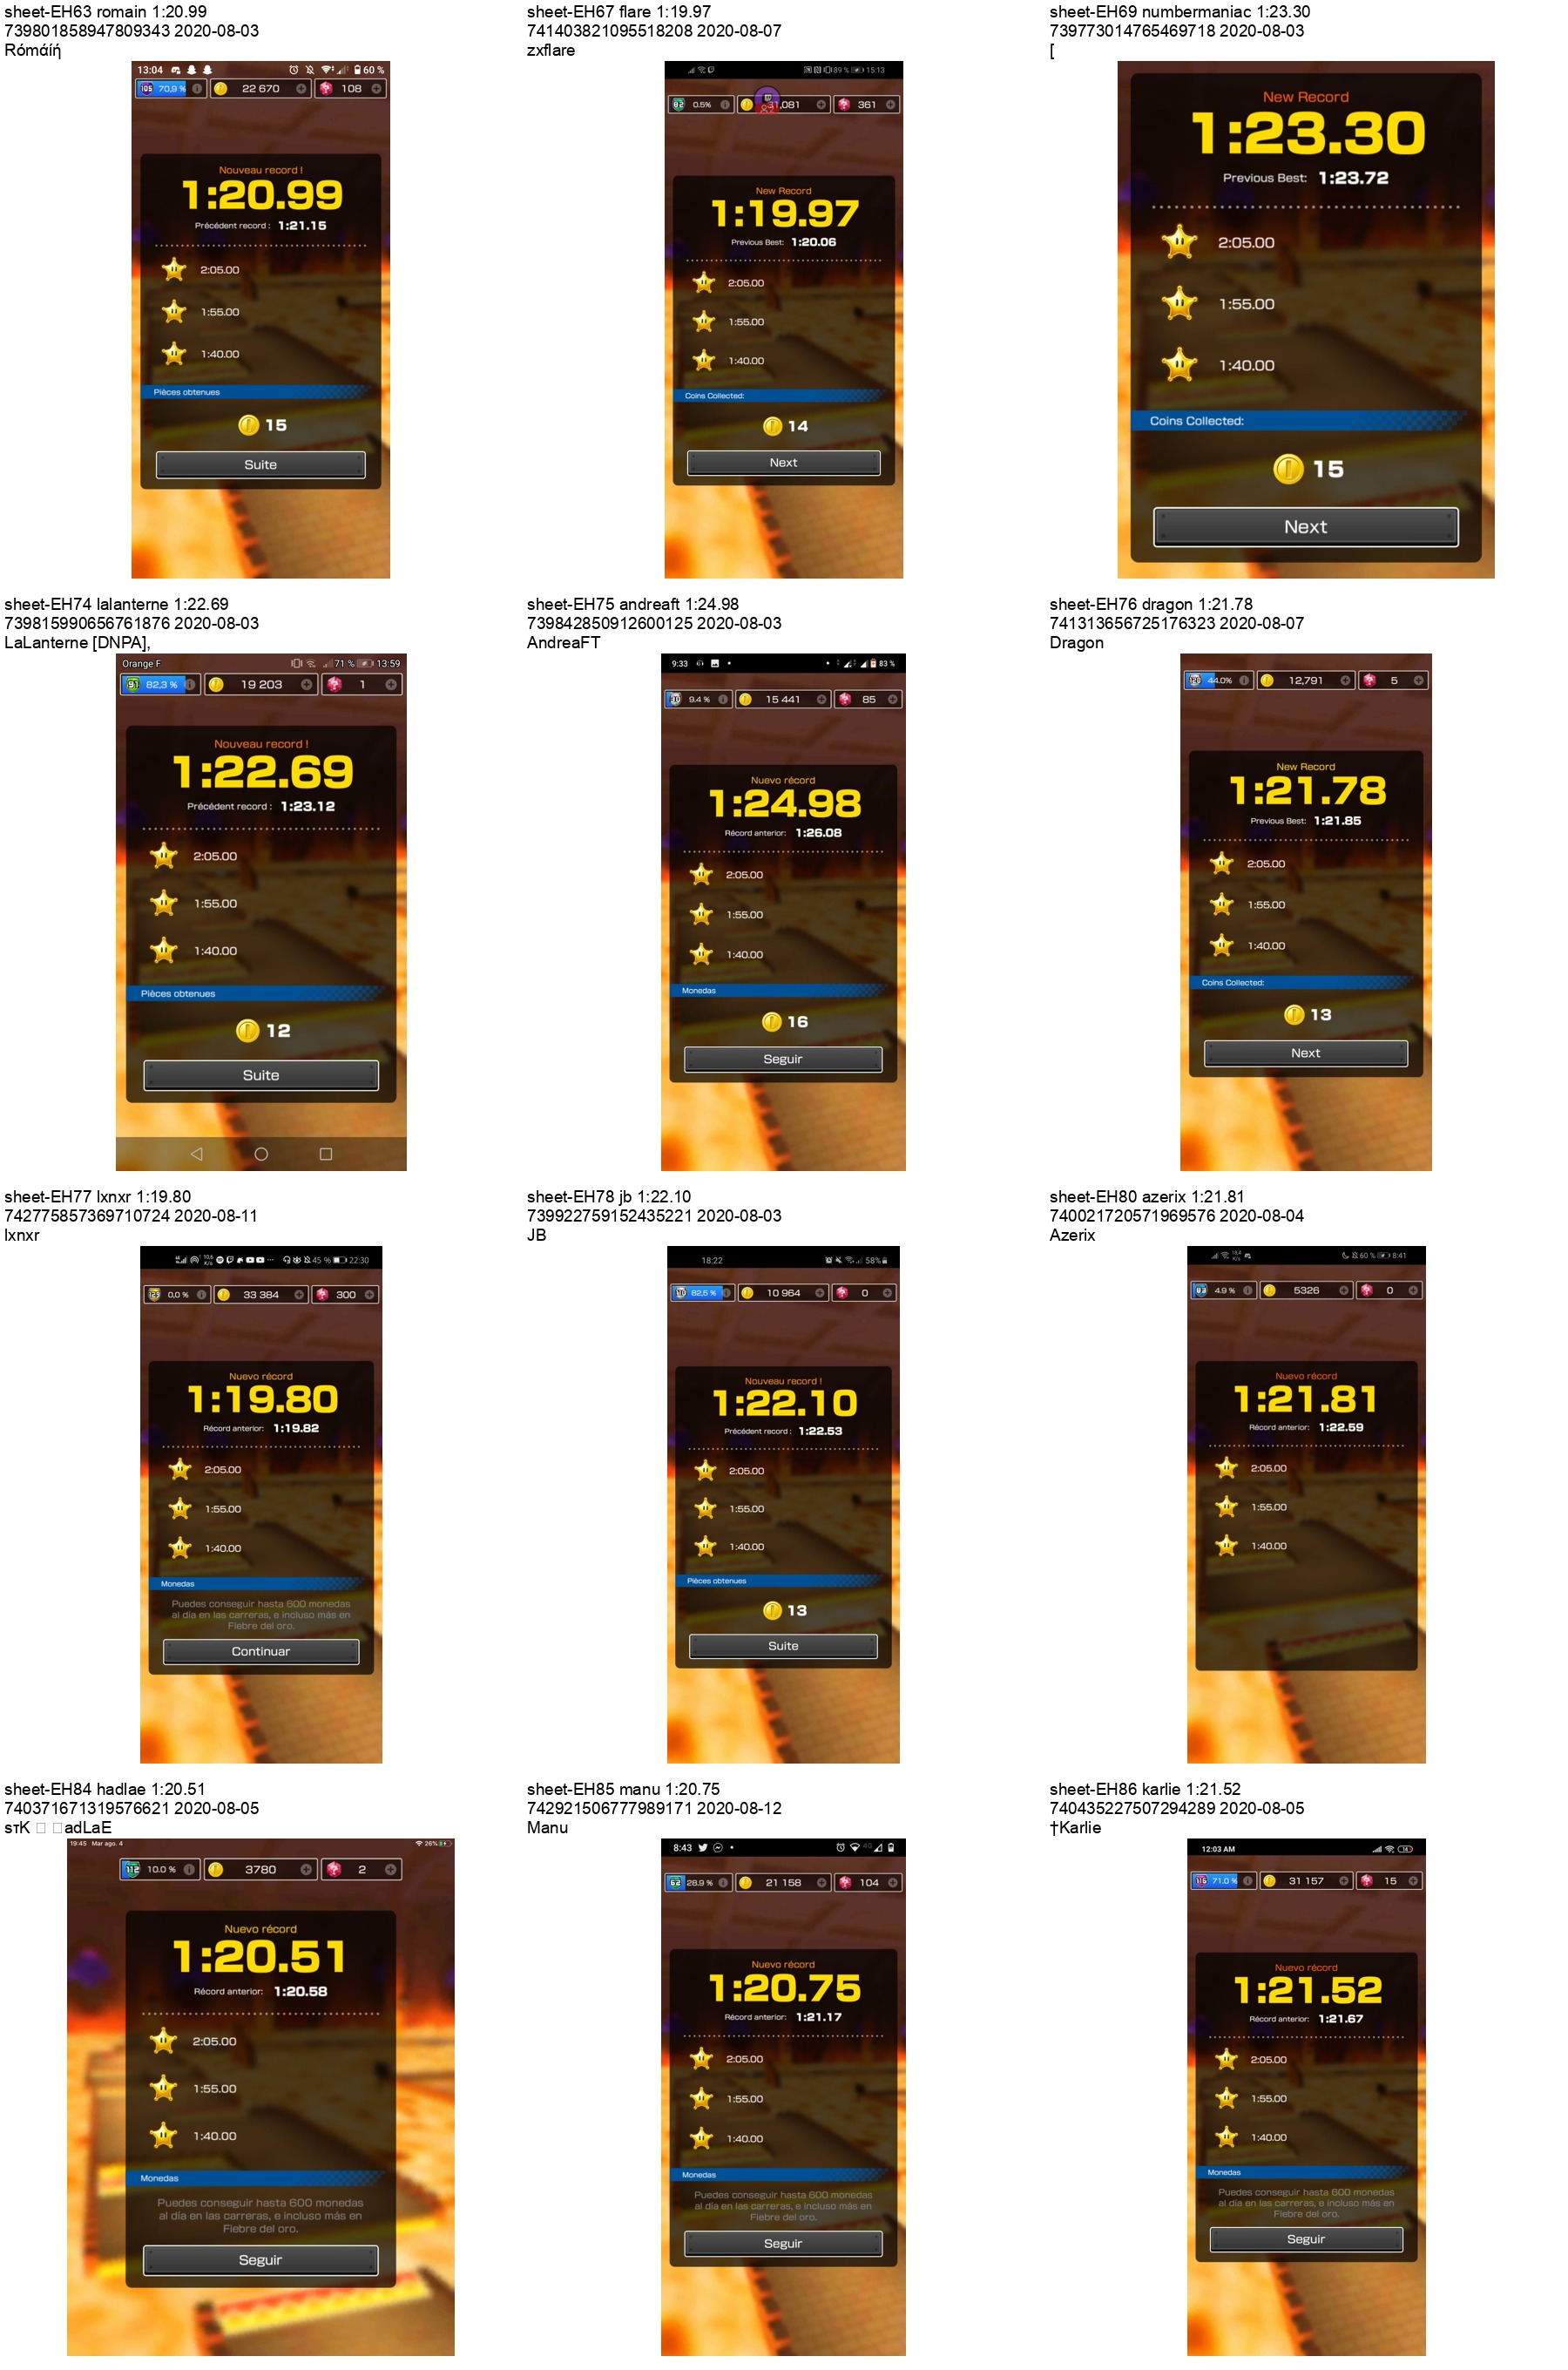 sheet-EH63 romain 1:20.99
739801858947809343 2020-08-03
Rómάίή
13:04 60 %
105 70,9 % 22 670 108
Nouveau record !
1:20.99
Précédent record : 1:21.15
2:05.00
1:55.00
1:40.00
Pièces obtenues
15
Suite
sheet-EH67 flare 1:19.97
741403821095518208 2020-08-07
zxflare
89 % 15:13
82 0.5% 361
New Record
1:19.97
Previous Best: 1:20.06
2:05.00
1:55.00
1:40.00
Coins Collected:
14
Next
sheet-EH69 numbermaniac 1:23.30
739773014765469718 2020-08-03
[
New Record
1:23.30
Previous Best: 1:23.72
2:05.00
1:55.00
1:40.00
Coins Collected:
15
Next
sheet-EH74 lalanterne 1:22.69
739815990656761876 2020-08-03
LaLanterne [DNPA],
Orange F 71 % 13:59
91 82,3 % 19 203 1
Nouveau record !
1:22.69
Précédent record : 1:23.12
2:05.00
1:55.00
1:40.00
Pièces obtenues
12
Suite
sheet-EH75 andreaft 1:24.98
739842850912600125 2020-08-03
AndreaFT
9:33 83 %
9.4 % 15 441 85
Nuevo récord
1:24.98
Récord anterior: 1:26.08
2:05.00
1:55.00
1:40.00
Monedas
16
Seguir
sheet-EH76 dragon 1:21.78
741313656725176323 2020-08-07
Dragon
44.0% 12,791 5
New Record
1:21.78
Previous Best: 1:21.85
2:05.00
1:55.00
1:40.00
Coins Collected:
13
Next
sheet-EH77 lxnxr 1:19.80
742775857369710724 2020-08-11
lxnxr
10,6 K/s 45 % 22:30
0,0 % 33 384 300
Nuevo récord
1:19.80
Récord anterior: 1:19.82
2:05.00
1:55.00
1:40.00
Monedas
Puedes conseguir hasta 600 monedas
al día en las carreras, e incluso más en
Fiebre del oro.
Continuar
sheet-EH78 jb 1:22.10
739922759152435221 2020-08-03
JB
18:22 58%
82,5 % 10 964 0
Nouveau record !
1:22.10
Précédent record : 1:22.53
2:05.00
1:55.00
1:40.00
Pièces obtenues
13
Suite
sheet-EH80 azerix 1:21.81
740021720571969576 2020-08-04
Azerix
18,4 K/s 60 % 8:41
4.9 % 5326 0
Nuevo récord
1:21.81
Récord anterior: 1:22.59
2:05.00
1:55.00
1:40.00
sheet-EH84 hadlae 1:20.51
740371671319576621 2020-08-05
sтK □ □adLaE
19:45 Mar ago. 4 26%
112 10.0 % 3780 2
Nuevo récord
1:20.51
Récord anterior: 1:20.58
2:05.00
1:55.00
1:40.00
Monedas
Puedes conseguir hasta 600 monedas
al día en las carreras, e incluso más en
Fiebre del oro.
Seguir
sheet-EH85 manu 1:20.75
742921506777989171 2020-08-12
Manu
8:43 4G
62 28.9 % 21 158 104
Nuevo récord
1:20.75
Récord anterior: 1:21.17
2:05.00
1:55.00
1:40.00
Monedas
Puedes conseguir hasta 600 monedas
al día en las carreras, e incluso más en
Fiebre del oro.
Seguir
sheet-EH86 karlie 1:21.52
740435227507294289 2020-08-05
†Karlie
12:03 AM
116 71.0 % 31 157 15
Nuevo récord
1:21.52
Récord anterior: 1:21.67
2:05.00
1:55.00
1:40.00
Monedas
Puedes conseguir hasta 600 monedas
al día en las carreras, e incluso más en
Fiebre del oro.
Seguir